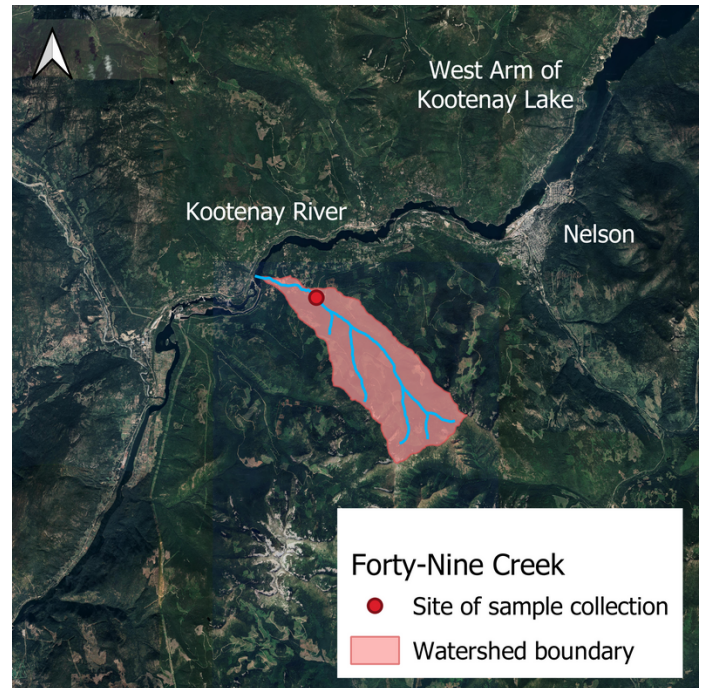 West Arm of
Kootenay Lake
Kootenay River
Nelson
Forty-Nine Creek
Site of sample collection
Watershed boundary